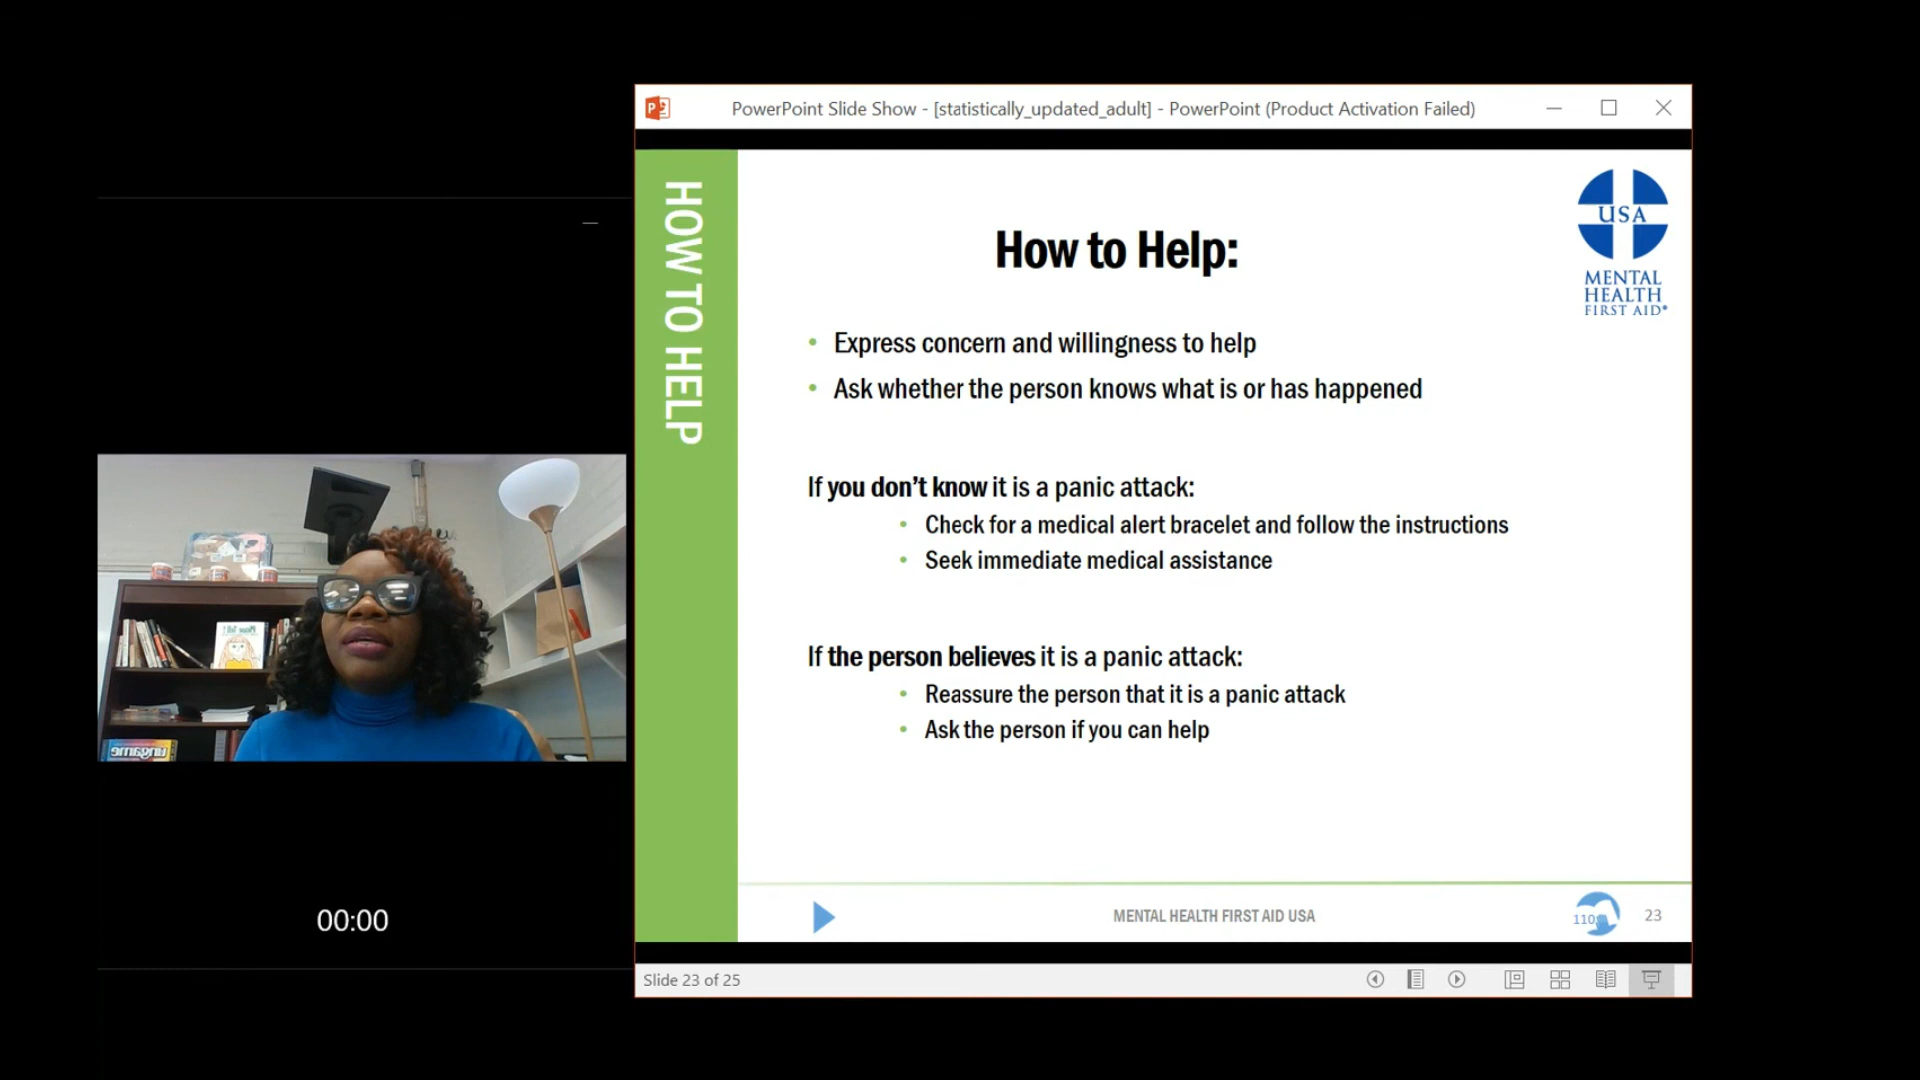 PowerPoint Slide Show - [statistically_updated_adult] - PowerPoint (Product Activation Failed)
HOW TO HELP
USA
MENTAL
HEALTH
FIRST AID®
How to Help:
• Express concern and willingness to help
• Ask whether the person knows what is or has happened
If you don't know it is a panic attack:
• Check for a medical alert bracelet and follow the instructions
• Seek immediate medical assistance
If the person believes it is a panic attack:
• Reassure the person that it is a panic attack
• Ask the person if you can help
ungame
00:00
MENTAL HEALTH FIRST AID USA
110
23
Slide 23 of 25